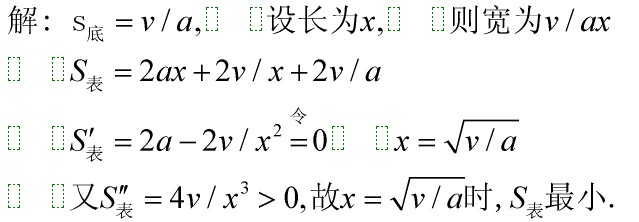 解: S底 = v / a, 设长为x, 则宽为v / ax
S表 = 2ax + 2v / x + 2v / a
S′表 = 2a − 2v / x² 令= 0 x = √(v / a)
又S″表 = 4v / x³ > 0, 故x = √(v / a)时, S表最小.